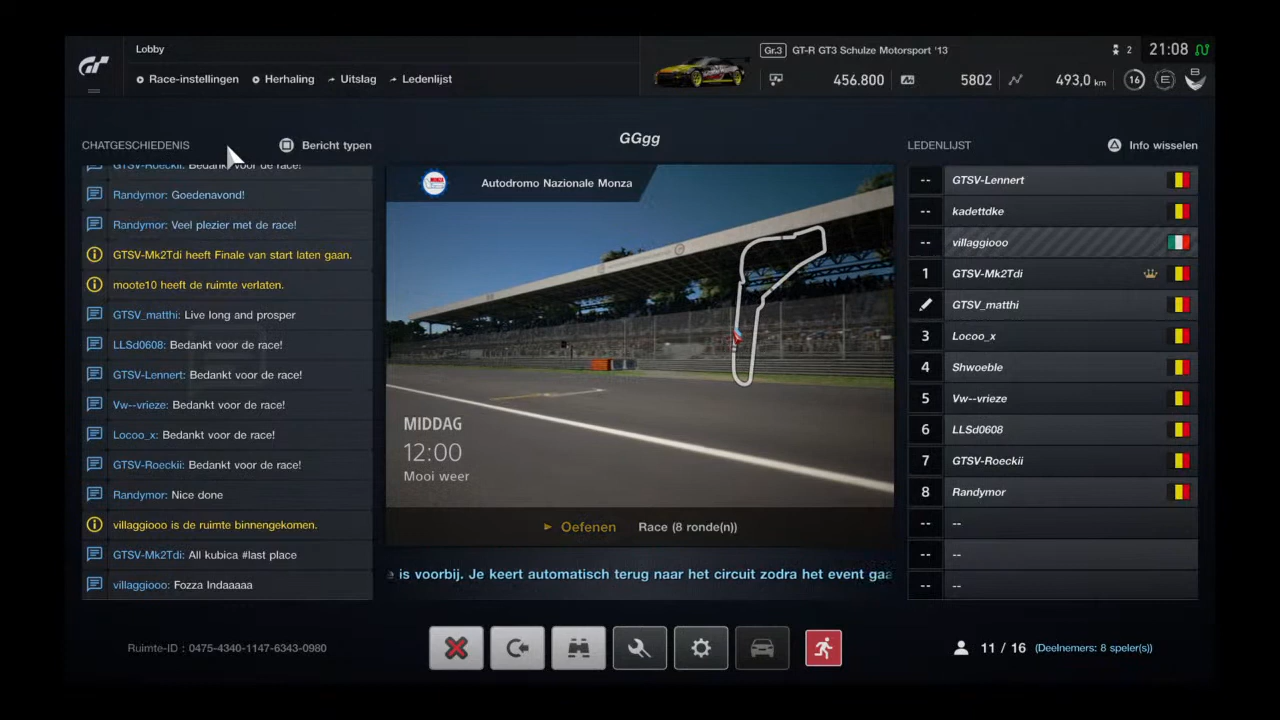 Lobby
Race-instellingen
Herhaling
Uitslag
Ledenlijst
Gr.3
GT-R GT3 Schulze Motorsport '13
2
21:08
456.800
5802
493,0 km
16
E
B
CHATGESCHIEDENIS
Bericht typen
GTSV-Roeckii: Bedankt voor de race!
Randymor: Goedenavond!
Randymor: Veel plezier met de race!
GTSV-Mk2Tdi heeft Finale van start laten gaan.
moote10 heeft de ruimte verlaten.
GTSV_matthi: Live long and prosper
LLSd0608: Bedankt voor de race!
GTSV-Lennert: Bedankt voor de race!
Vw--vrieze: Bedankt voor de race!
Locoo_x: Bedankt voor de race!
GTSV-Roeckii: Bedankt voor de race!
Randymor: Nice done
villaggiooo is de ruimte binnengekomen.
GTSV-Mk2Tdi: All kubica #last place
villaggiooo: Fozza Indaaaaa
GGgg
Autodromo Nazionale Monza
MIDDAG
12:00
Mooi weer
Oefenen
Race (8 ronde(n))
e is voorbij. Je keert automatisch terug naar het circuit zodra het event gaa
LEDENLIJST
Info wisselen
-- GTSV-Lennert
-- kadettdke
-- villaggiooo
1 GTSV-Mk2Tdi
GTSV_matthi
3 Locoo_x
4 Shwoeble
5 Vw--vrieze
6 LLSd0608
7 GTSV-Roeckii
8 Randymor
-- --
-- --
-- --
Ruimte-ID : 0475-4340-1147-6343-0980
11 / 16
(Deelnemers: 8 speler(s))